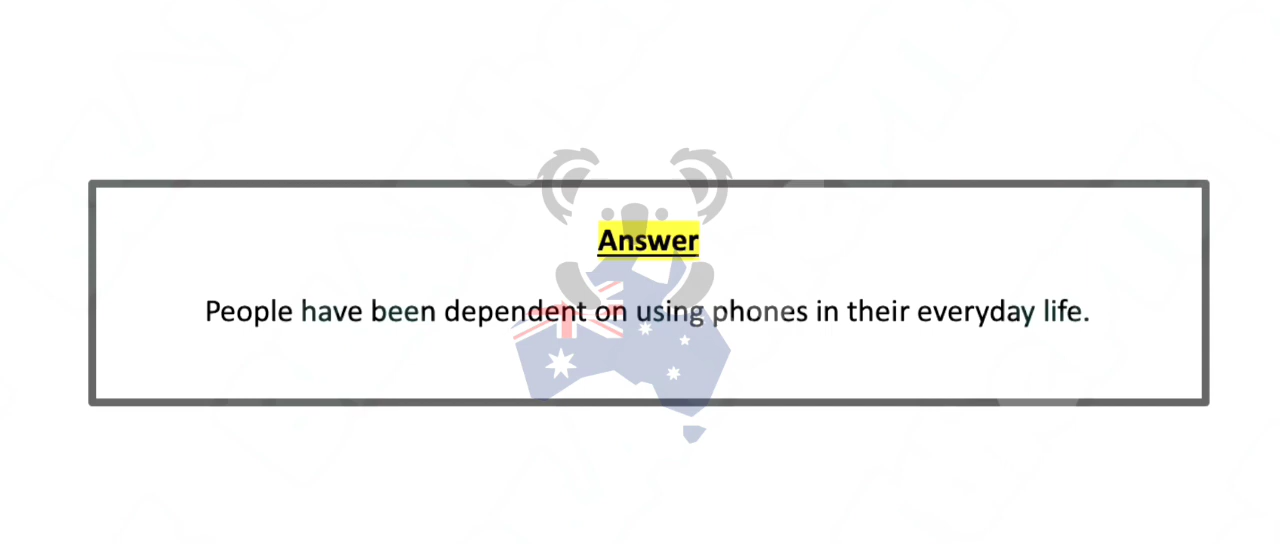 Answer
People have been dependent on using phones in their everyday life.